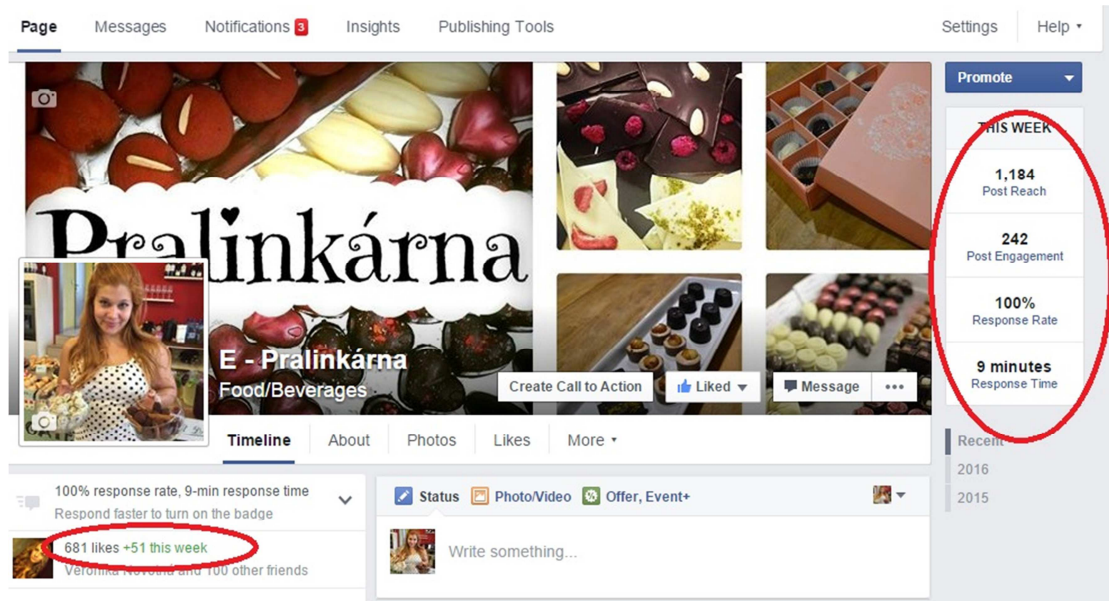 Page Messages Notifications 3 Insights Publishing Tools Settings Help
Promote
THIS WEEK
1,184
Post Reach
242
Post Engagement
100%
Response Rate
9 minutes
Response Time
Recent
2016
2015
Pralinkárna
E - Pralinkárna
Food/Beverages
Create Call to Action Liked Message
Timeline About Photos Likes More
100% response rate, 9-min response time
Respond faster to turn on the badge
681 likes +51 this week
Veronika Novotná and 100 other friends
Status Photo/Video Offer, Event+
Write something...